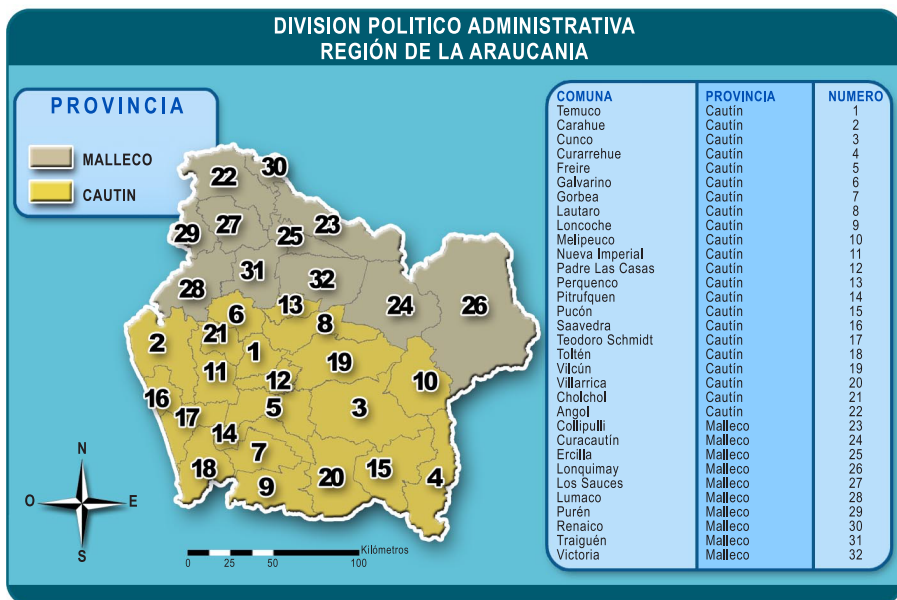 DIVISION POLITICO ADMINISTRATIVA
REGIÓN DE LA ARAUCANIA
PROVINCIA
MALLECO
CAUTIN
30
22
27
23
29
25
31
32
28
24
26
13
6
8
2
21
1
19
11
12
10
16
5
3
17
14
7
18
15
20
4
9
N
O E
S
Kilómetros
0 25 50 100
COMUNA PROVINCIA NUMERO
Temuco Cautín 1
Carahue Cautín 2
Cunco Cautín 3
Curarrehue Cautín 4
Freire Cautín 5
Galvarino Cautín 6
Gorbea Cautín 7
Lautaro Cautín 8
Loncoche Cautín 9
Melipeuco Cautín 10
Nueva Imperial Cautín 11
Padre Las Casas Cautín 12
Perquenco Cautín 13
Pitrufquen Cautín 14
Pucón Cautín 15
Saavedra Cautín 16
Teodoro Schmidt Cautín 17
Toltén Cautín 18
Vilcún Cautín 19
Villarrica Cautín 20
Cholchol Cautín 21
Angol Cautín 22
Collipulli Malleco 23
Curacautín Malleco 24
Ercilla Malleco 25
Lonquimay Malleco 26
Los Sauces Malleco 27
Lumaco Malleco 28
Purén Malleco 29
Renaico Malleco 30
Traiguén Malleco 31
Victoria Malleco 32